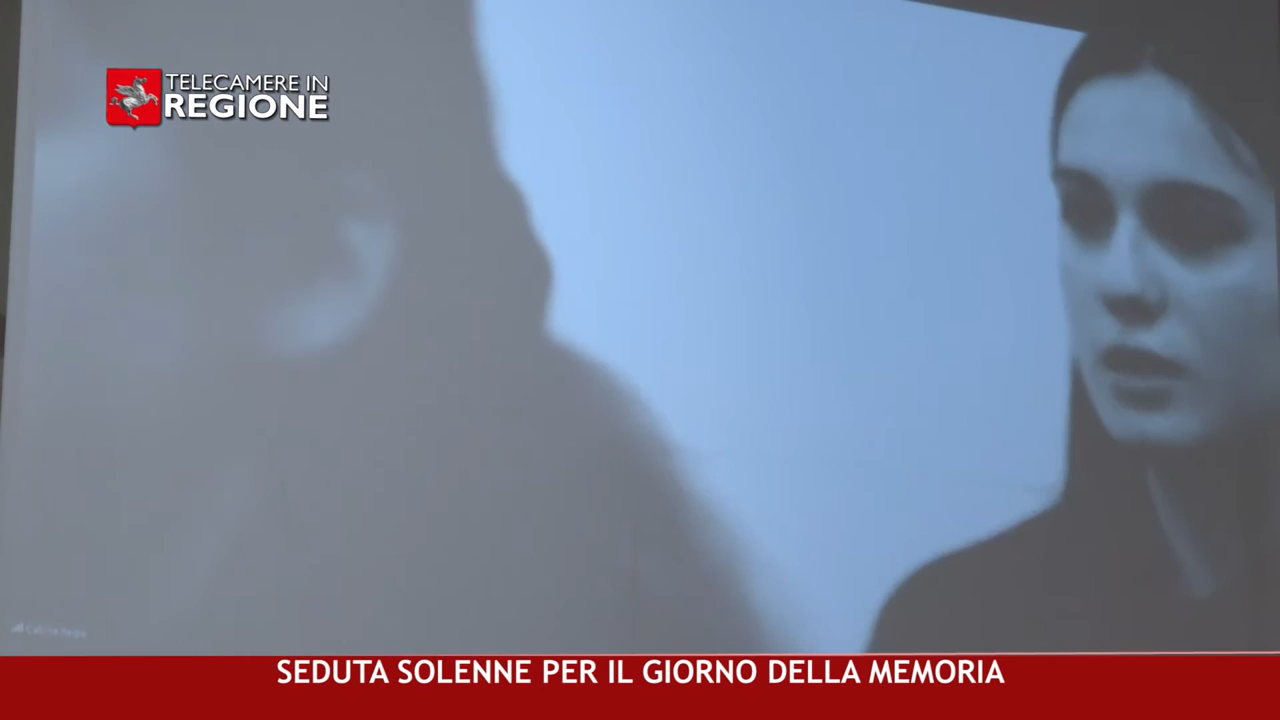 TELECAMERE IN
REGIONE
SEDUTA SOLENNE PER IL GIORNO DELLA MEMORIA